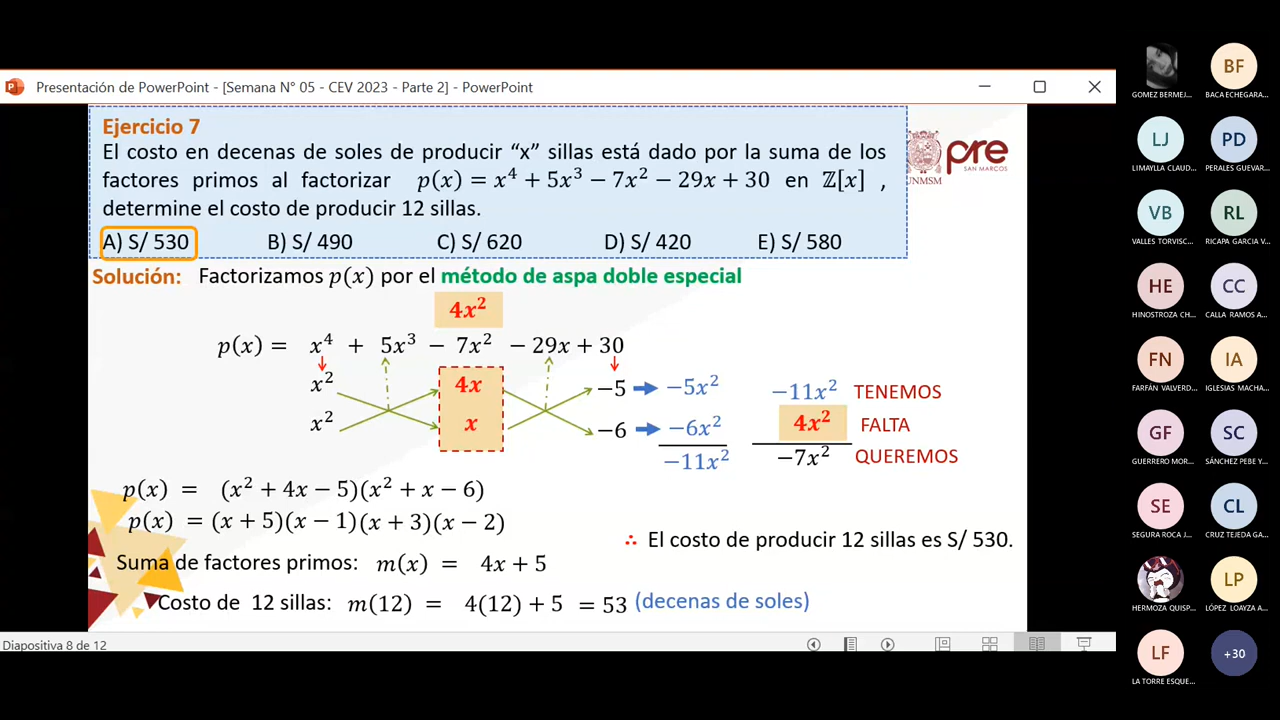 Presentación de PowerPoint - [Semana N° 05 - CEV 2023 - Parte 2] - PowerPoint
Ejercicio 7
El costo en decenas de soles de producir “x” sillas está dado por la suma de los
factores primos al factorizar p(x) = x⁴ + 5x³ − 7x² − 29x + 30 en ℤ[x] ,
determine el costo de producir 12 sillas.
A) S/ 530 B) S/ 490 C) S/ 620 D) S/ 420 E) S/ 580
UNMSM
pre
SAN MARCOS
Solución: Factorizamos p(x) por el método de aspa doble especial
4x²
p(x) = x⁴ + 5x³ − 7x² − 29x + 30
x² 4x −5 −5x² −11x² TENEMOS
x² x −6 −6x² 4x² FALTA
−11x² −7x² QUEREMOS
p(x) = (x² + 4x − 5)(x² + x − 6)
p(x) = (x + 5)(x − 1)(x + 3)(x − 2)
∴ El costo de producir 12 sillas es S/ 530.
Suma de factores primos: m(x) = 4x + 5
Costo de 12 sillas: m(12) = 4(12) + 5 = 53 (decenas de soles)
Diapositiva 8 de 12
GOMEZ BERMEJ...
BF
BACA ECHEGARA...
LJ
LIMAYLLA CLAUD...
PD
PERALES GUEVAR...
VB
VALLES TORVISC...
RL
RICAPA GARCIA V...
HE
HINOSTROZA CH...
CC
CALLA RAMOS A...
FN
FARFÁN VALVERD...
IA
IGLESIAS MACHA...
GF
GUERRERO MOR...
SC
SÁNCHEZ PEBE Y...
SE
SEGURA ROCA J...
CL
CRUZ TEJEDA GA...
HERMOZA QUISP...
LP
LÓPEZ LOAYZA A...
LF
LA TORRE ESQUE...
+30